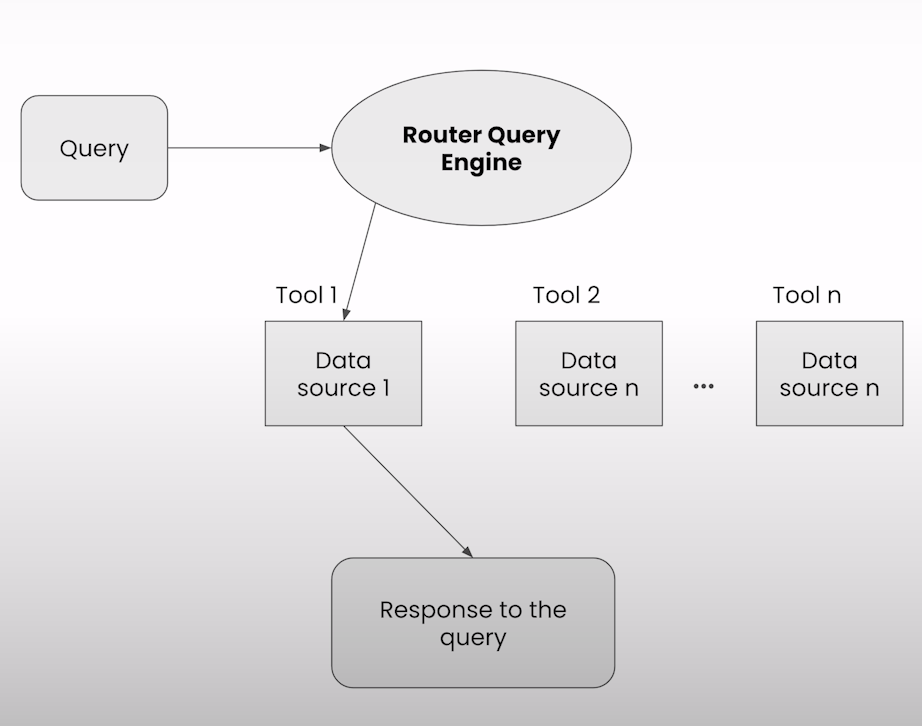 Query
Router Query
Engine
Tool 1
Tool 2
Tool n
Data
source 1
Data
source n
...
Data
source n
Response to the
query